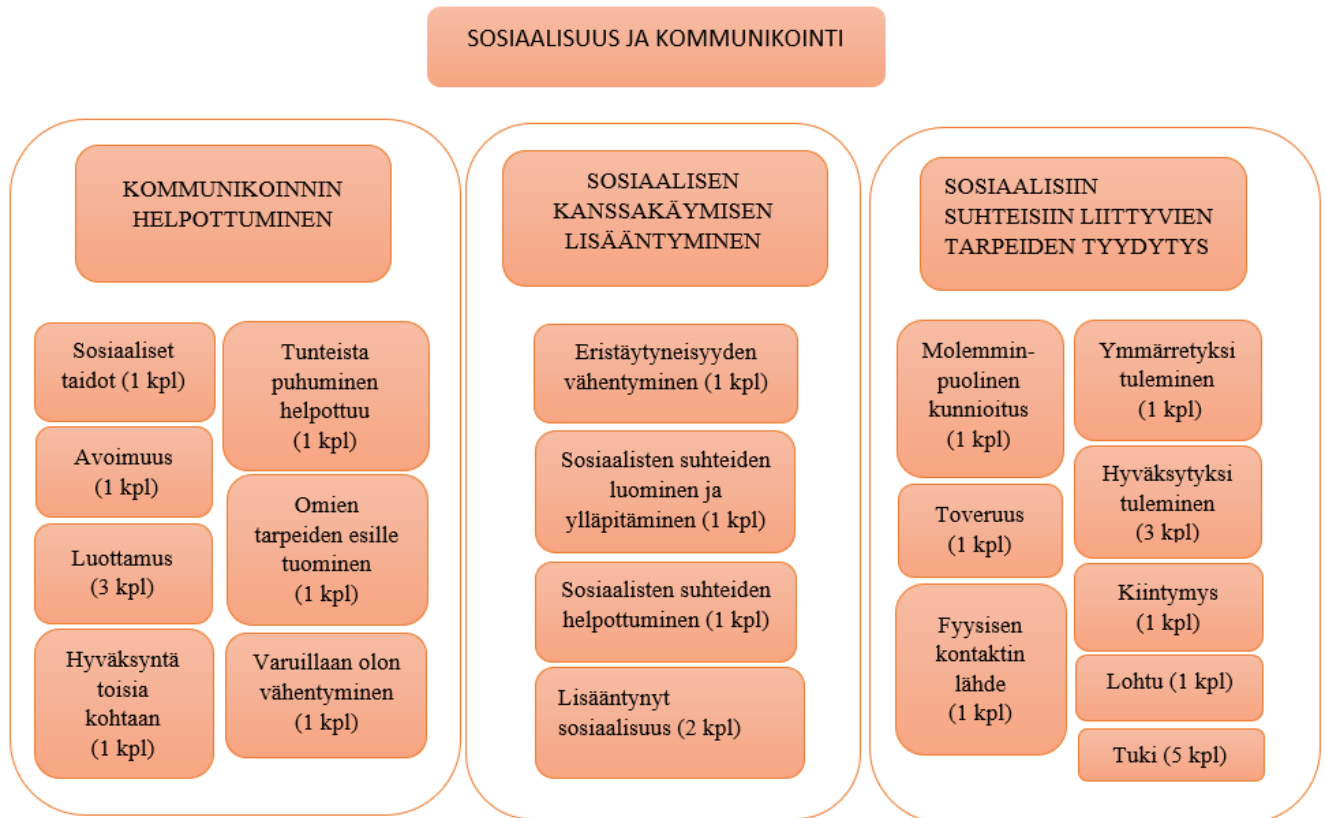 SOSIAALISUUS JA KOMMUNIKOINTI
KOMMUNIKOINNIN
HELPOTTUMINEN
Sosiaaliset
taidot (1 kpl)
Avoimuus
(1 kpl)
Luottamus
(3 kpl)
Hyväksyntä
toisia
kohtaan
(1 kpl)
Tunteista
puhuminen
helpottuu
(1 kpl)
Omien
tarpeiden esille
tuominen
(1 kpl)
Varuillaan olon
vähentyminen
(1 kpl)
SOSIAALISEN
KANSSAKÄYMISEN
LISÄÄNTYMINEN
Eristäytyneisyyden
vähentyminen (1 kpl)
Sosiaalisten suhteiden
luominen ja
ylläpitäminen (1 kpl)
Sosiaalisten suhteiden
helpottuminen (1 kpl)
Lisääntynyt
sosiaalisuus (2 kpl)
SOSIAALISIIN
SUHTEISIIN LIITTYVIEN
TARPEIDEN TYYDYTYS
Molemmin-
puolinen
kunnioitus
(1 kpl)
Toveruus
(1 kpl)
Fyysisen
kontaktin
lähde
(1 kpl)
Ymmärretyksi
tuleminen
(1 kpl)
Hyväksytyksi
tuleminen
(3 kpl)
Kiintymys
(1 kpl)
Lohtu (1 kpl)
Tuki (5 kpl)